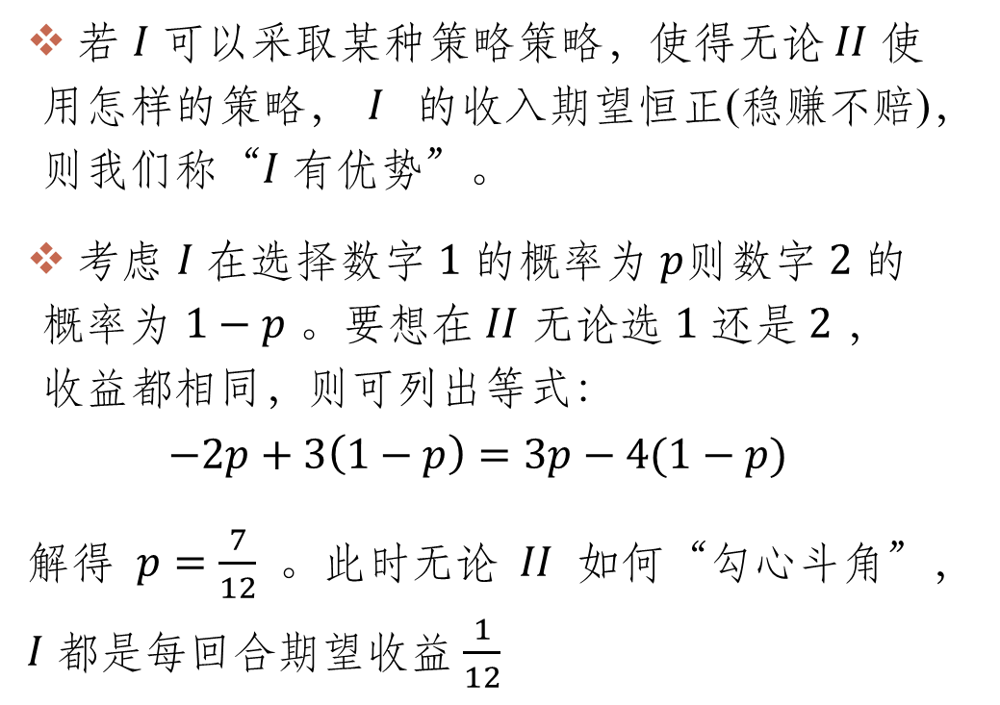 ❖ 若 I 可以采取某种策略策略，使得无论 II 使
用怎样的策略， I 的收入期望恒正(稳赚不赔)，
则我们称“I 有优势”。
❖ 考虑 I 在选择数字 1 的概率为 p则数字 2 的
概率为 1 − p 。要想在 II 无论选 1 还是 2 ，
收益都相同，则可列出等式：
−2p + 3(1 − p) = 3p − 4(1 − p)
解得 p = 7/12 。此时无论 II 如何“勾心斗角”，
I 都是每回合期望收益 1/12